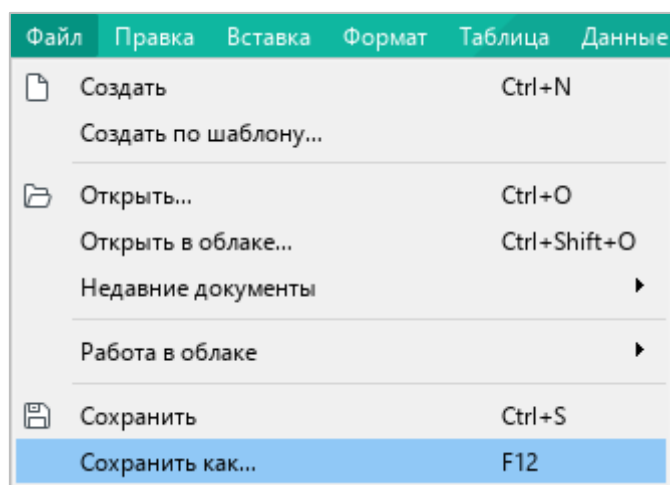 Файл Правка Вставка Формат Таблица Данные
Создать Ctrl+N
Создать по шаблону...
Открыть... Ctrl+O
Открыть в облаке... Ctrl+Shift+O
Недавние документы
Работа в облаке
Сохранить Ctrl+S
Сохранить как... F12